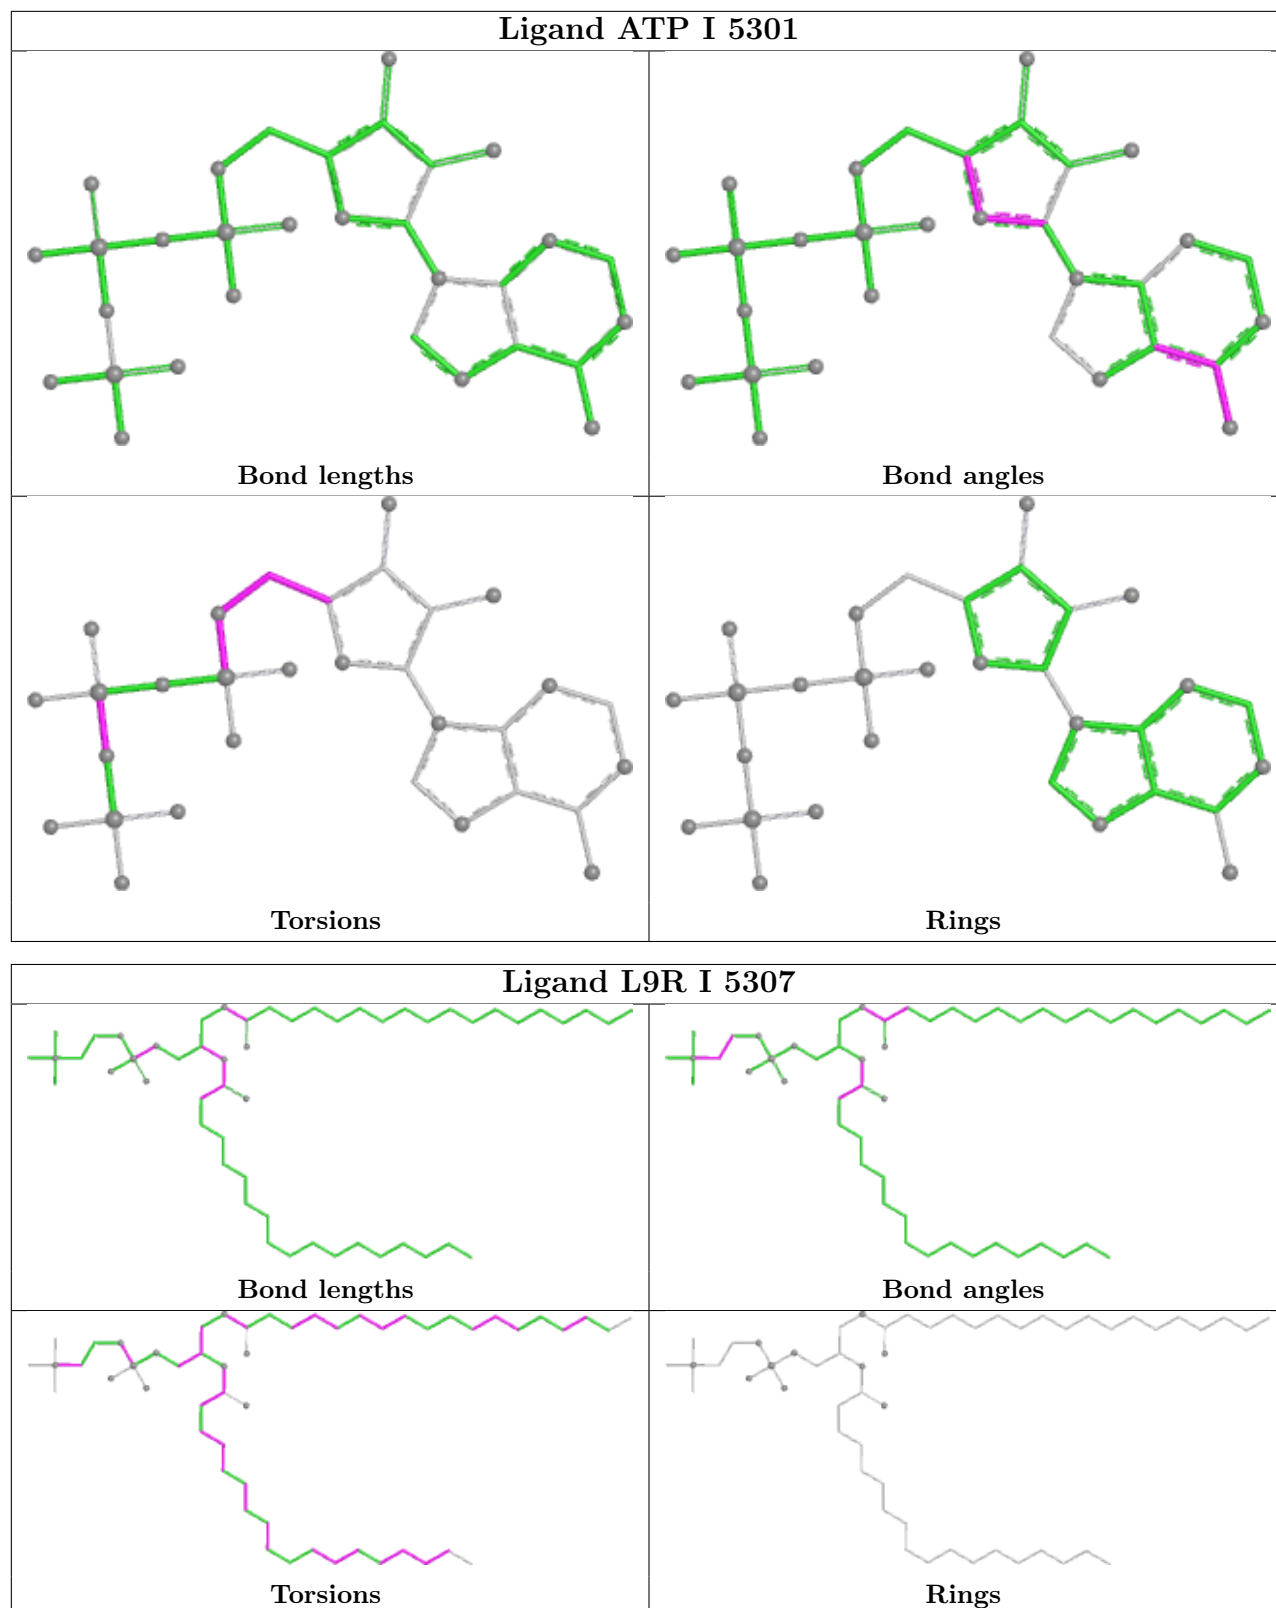 Ligand ATP I 5301
Bond lengths
Bond angles
Torsions
Rings
Ligand L9R I 5307
Bond lengths
Bond angles
Torsions
Rings